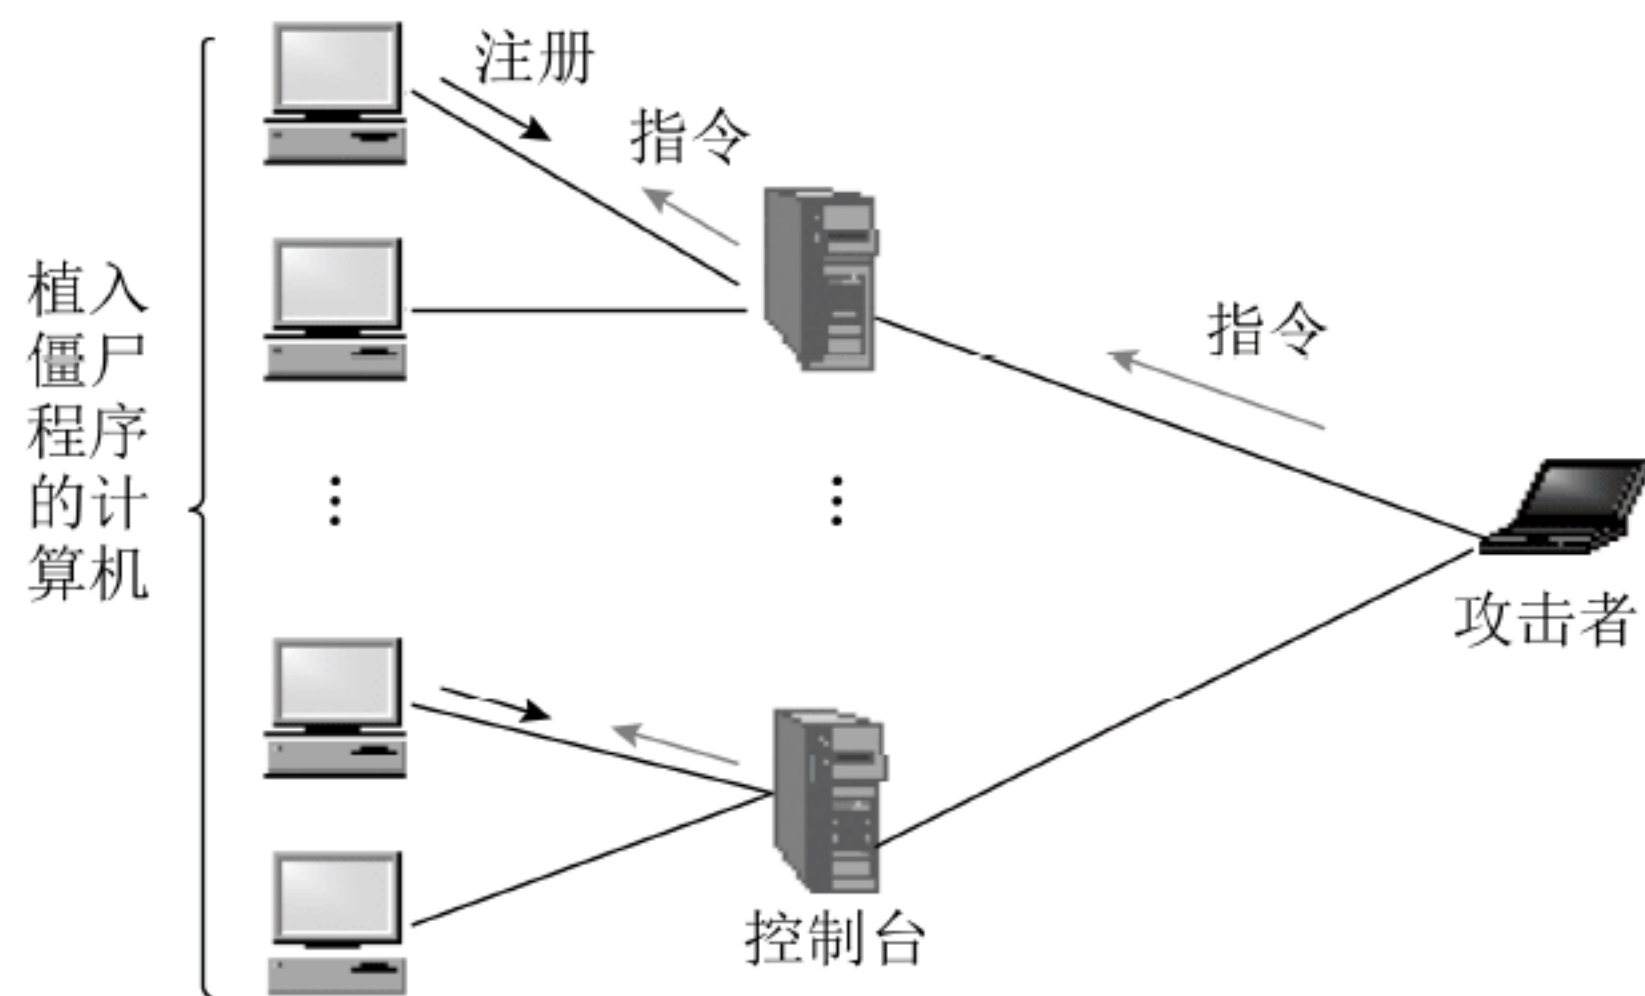 注册
指令
指令
植入
僵尸
程序
的计
算机
攻击者
控制台